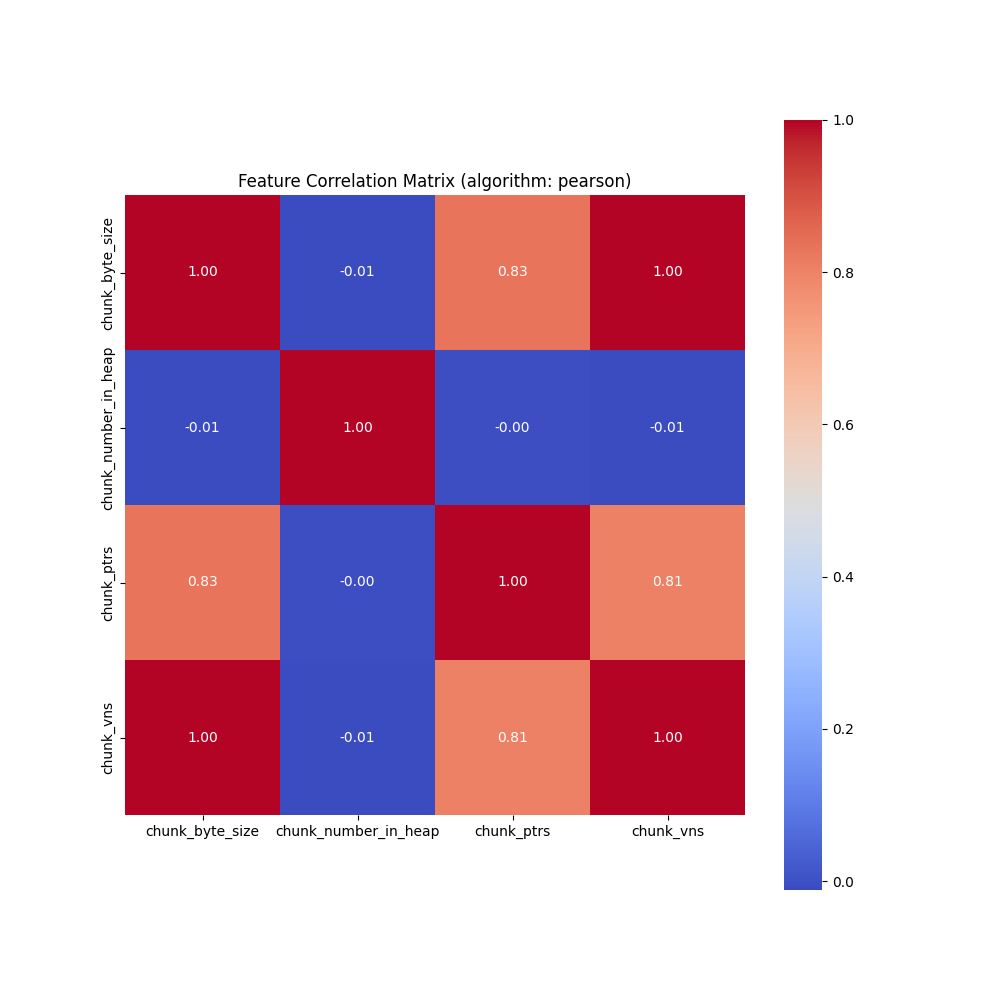 Feature Correlation Matrix (algorithm: pearson)
chunk_byte_size
1.00
-0.01
0.83
1.00
chunk_number_in_heap
-0.01
1.00
-0.00
-0.01
chunk_ptrs
0.83
-0.00
1.00
0.81
chunk_vns
1.00
-0.01
0.81
1.00
chunk_byte_size
chunk_number_in_heap
chunk_ptrs
chunk_vns
1.0
0.8
0.6
0.4
0.2
0.0